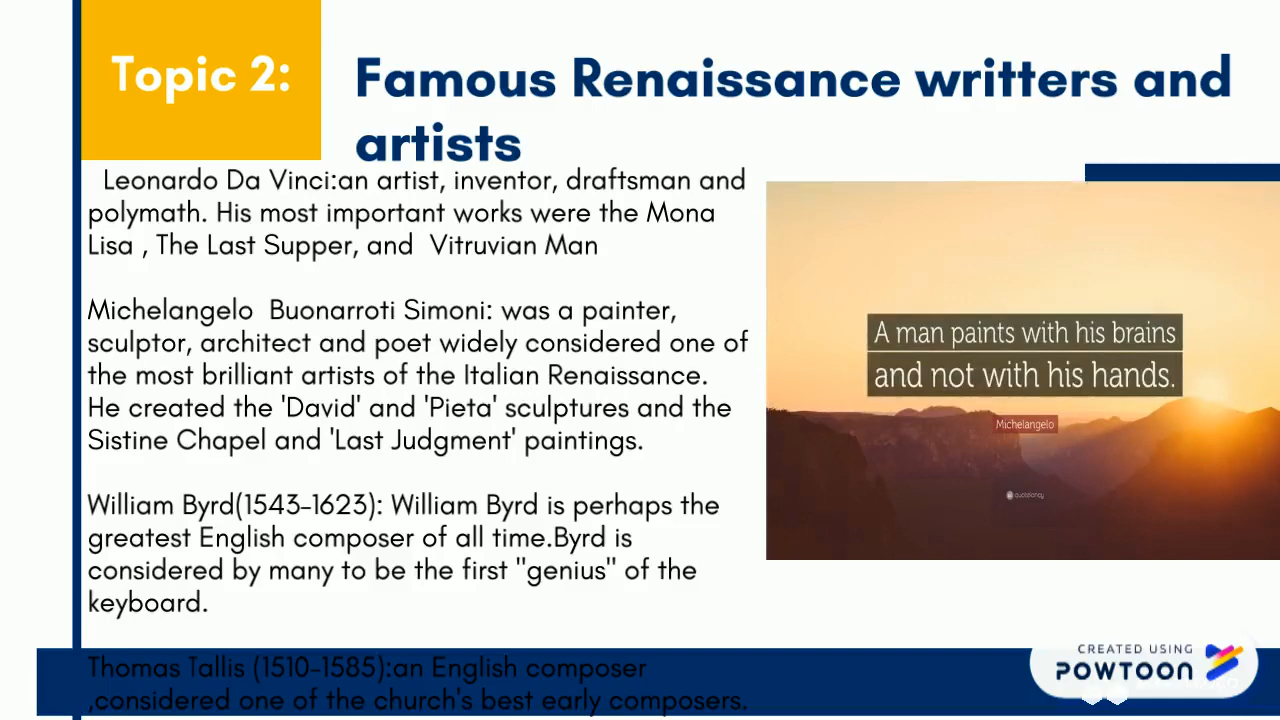 Topic 2:
Famous Renaissance writters and
artists
Leonardo Da Vinci:an artist, inventor, draftsman and
polymath. His most important works were the Mona
Lisa , The Last Supper, and Vitruvian Man
Michelangelo Buonarroti Simoni: was a painter,
sculptor, architect and poet widely considered one of
the most brilliant artists of the Italian Renaissance.
He created the 'David' and 'Pieta' sculptures and the
Sistine Chapel and 'Last Judgment' paintings.
William Byrd(1543-1623): William Byrd is perhaps the
greatest English composer of all time.Byrd is
considered by many to be the first "genius" of the
keyboard.
Thomas Tallis (1510-1585):an English composer
,considered one of the church's best early composers.
A man paints with his brains
and not with his hands.
Michelangelo
quotefancy
CREATED USING
POWTOON